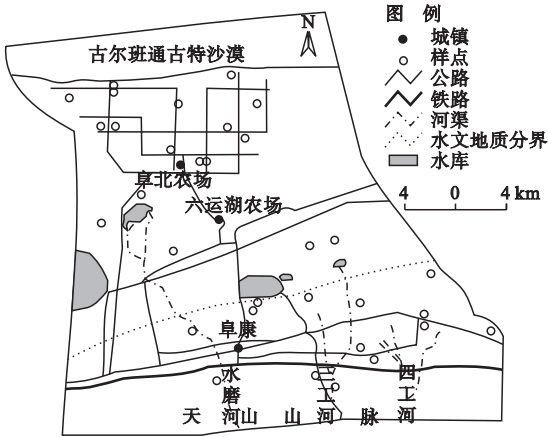 N
古尔班通古特沙漠
阜北农场
六运湖农场
阜康
水磨河
三工河
四工河
天山山脉
图 例
城镇
样点
公路
铁路
河渠
水文地质分界
水库
4 0 4 km